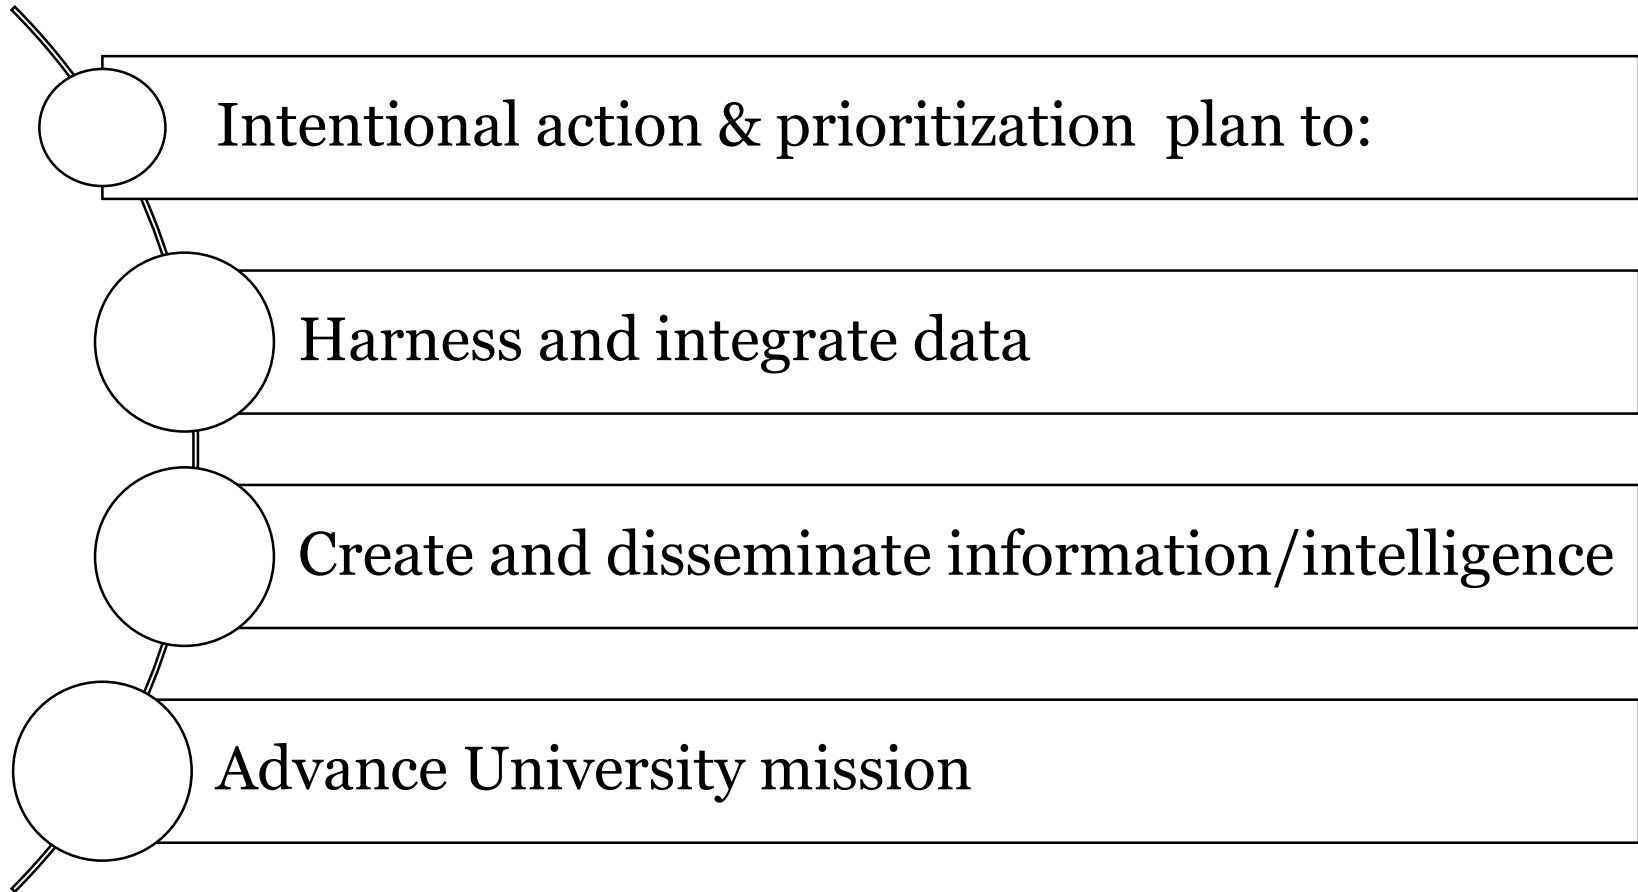 Intentional action & prioritization  plan to:
Harness and integrate data
Create and disseminate information/intelligence
Advance University mission